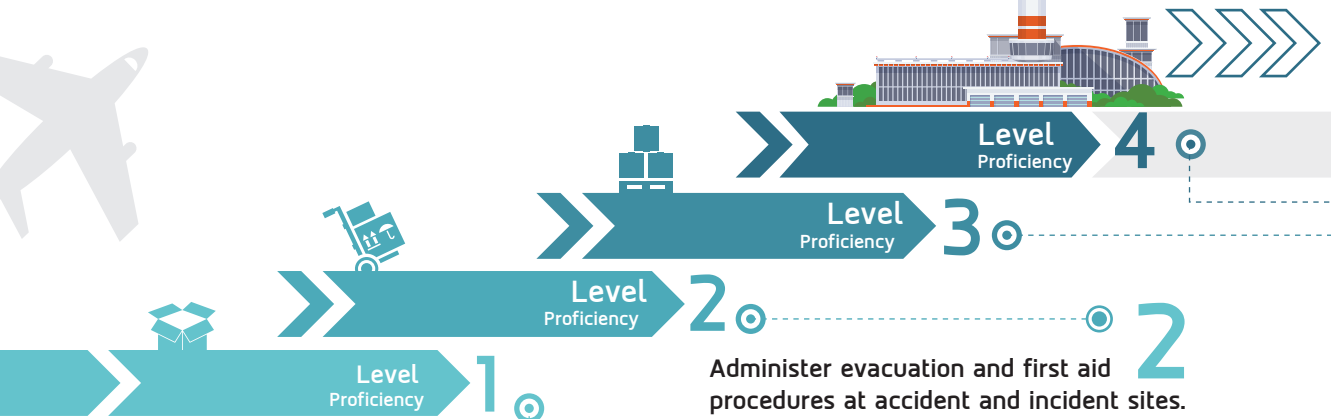 Level
Proficiency
4
Level
Proficiency
3
Level
Proficiency
2
Level
Proficiency
1
2
Administer evacuation and first aid
procedures at accident and incident sites.